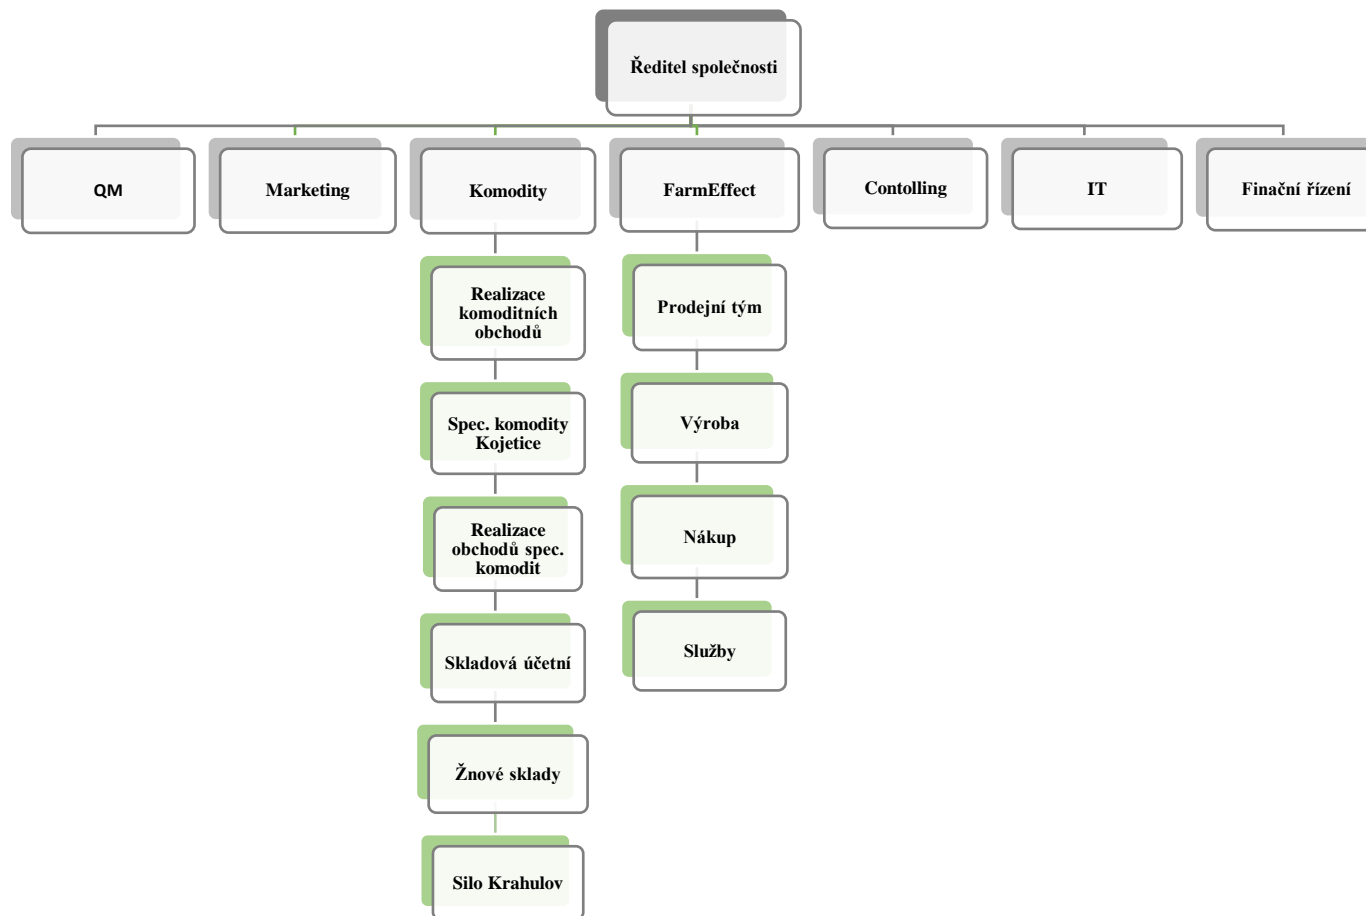 Ředitel společnosti
QM
Marketing
Komodity
FarmEffect
Contolling
IT
Finační řízení
Realizace
komoditních
obchodů
Spec. komodity
Kojetice
Realizace
obchodů spec.
komodit
Skladová účetní
Žnové sklady
Silo Krahulov
Prodejní tým
Výroba
Nákup
Služby